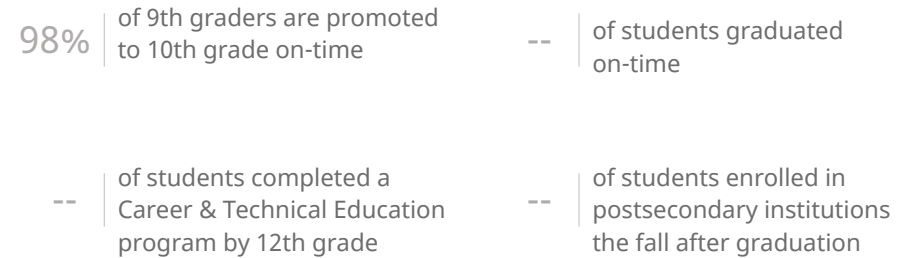 98%
of 9th graders are promoted
to 10th grade on-time
--
of students graduated
on-time
--
of students completed a
Career & Technical Education
program by 12th grade
--
of students enrolled in
postsecondary institutions
the fall after graduation